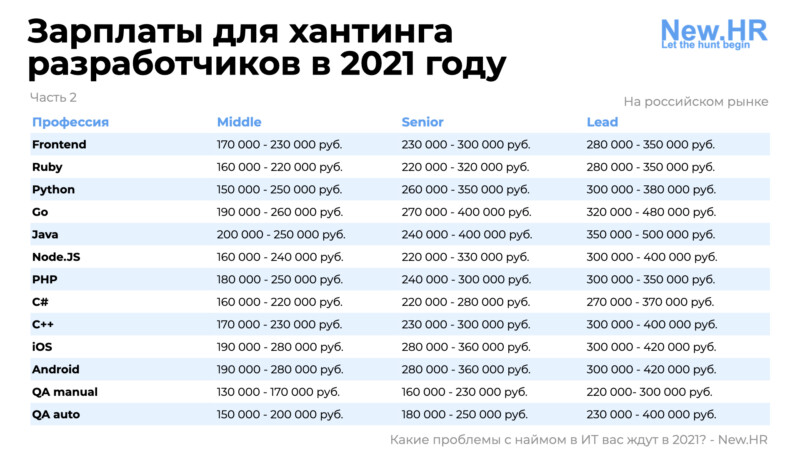 Зарплаты для хантинга
разработчиков в 2021 году
New.HR
Let the hunt begin
Часть 2
На российском рынке
Профессия Middle Senior Lead
Frontend 170 000 - 230 000 руб. 230 000 - 300 000 руб. 280 000 - 350 000 руб.
Ruby 160 000 - 220 000 руб. 220 000 - 320 000 руб. 280 000 - 350 000 руб.
Python 150 000 - 250 000 руб. 260 000 - 350 000 руб. 300 000 - 380 000 руб.
Go 190 000 - 260 000 руб. 270 000 - 400 000 руб. 320 000 - 480 000 руб.
Java 200 000 - 250 000 руб. 240 000 - 400 000 руб. 350 000 - 500 000 руб.
Node.JS 160 000 - 240 000 руб. 220 000 - 330 000 руб. 300 000 - 400 000 руб.
PHP 180 000 - 250 000 руб. 240 000 - 300 000 руб. 300 000 - 350 000 руб.
C# 160 000 - 220 000 руб. 220 000 - 280 000 руб. 270 000 - 370 000 руб.
C++ 170 000 - 230 000 руб. 230 000 - 300 000 руб. 300 000 - 400 000 руб.
iOS 190 000 - 280 000 руб. 280 000 - 360 000 руб. 300 000 - 420 000 руб.
Android 190 000 - 280 000 руб. 280 000 - 360 000 руб. 300 000 - 420 000 руб.
QA manual 130 000 - 170 000 руб. 160 000 - 230 000 руб. 220 000- 300 000 руб.
QA auto 150 000 - 200 000 руб. 180 000 - 250 000 руб. 230 000 - 400 000 руб.
Какие проблемы с наймом в ИТ вас ждут в 2021? - New.HR